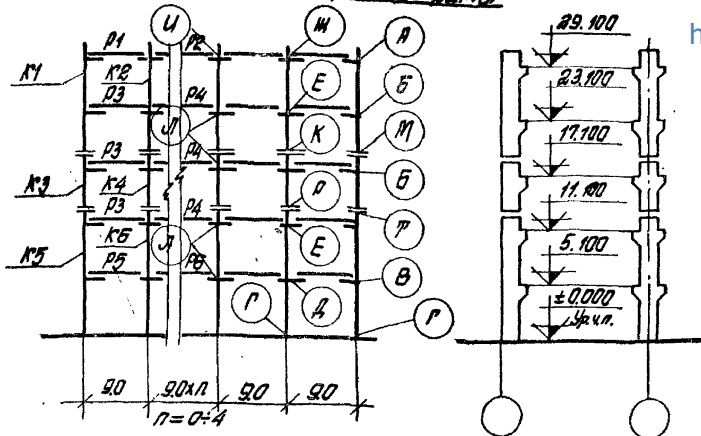 29.100
И Ш А
Р1 Р2
К1 К2 23.100
Е Б
Р3 Р4
Л К М 17.100
Р3 Р4
Б
К3 К4 Р 11.100
Р3 Р4 Т
К6 Л Е
К5 5.100
Р5 Р6 В
Г Д Г ±0.000
Ур.ч.п.
9.0 9.0хп 9.0 9.0
п=0÷4
h